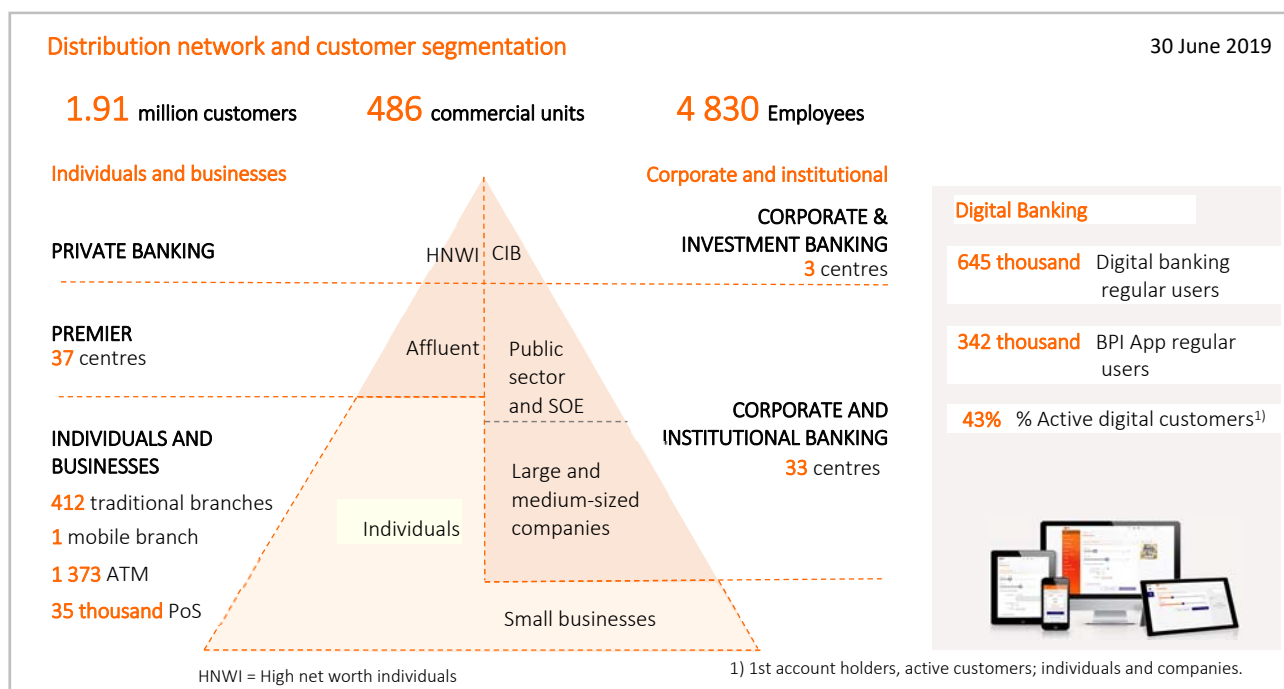 Distribution network and customer segmentation
30 June 2019
1.91 million customers
486 commercial units
4 830 Employees
Individuals and businesses
Corporate and institutional
PRIVATE BANKING
HNWI
CIB
CORPORATE &
INVESTMENT BANKING
3 centres
PREMIER
37 centres
Affluent
Public
sector
and SOE
CORPORATE AND
INSTITUTIONAL BANKING
33 centres
INDIVIDUALS AND
BUSINESSES
412 traditional branches
1 mobile branch
1 373 ATM
35 thousand PoS
Individuals
Large and
medium-sized
companies
Small businesses
HNWI = High net worth individuals
Digital Banking
645 thousand Digital banking
regular users
342 thousand BPI App regular
users
43% % Active digital customers1)
1) 1st account holders, active customers; individuals and companies.